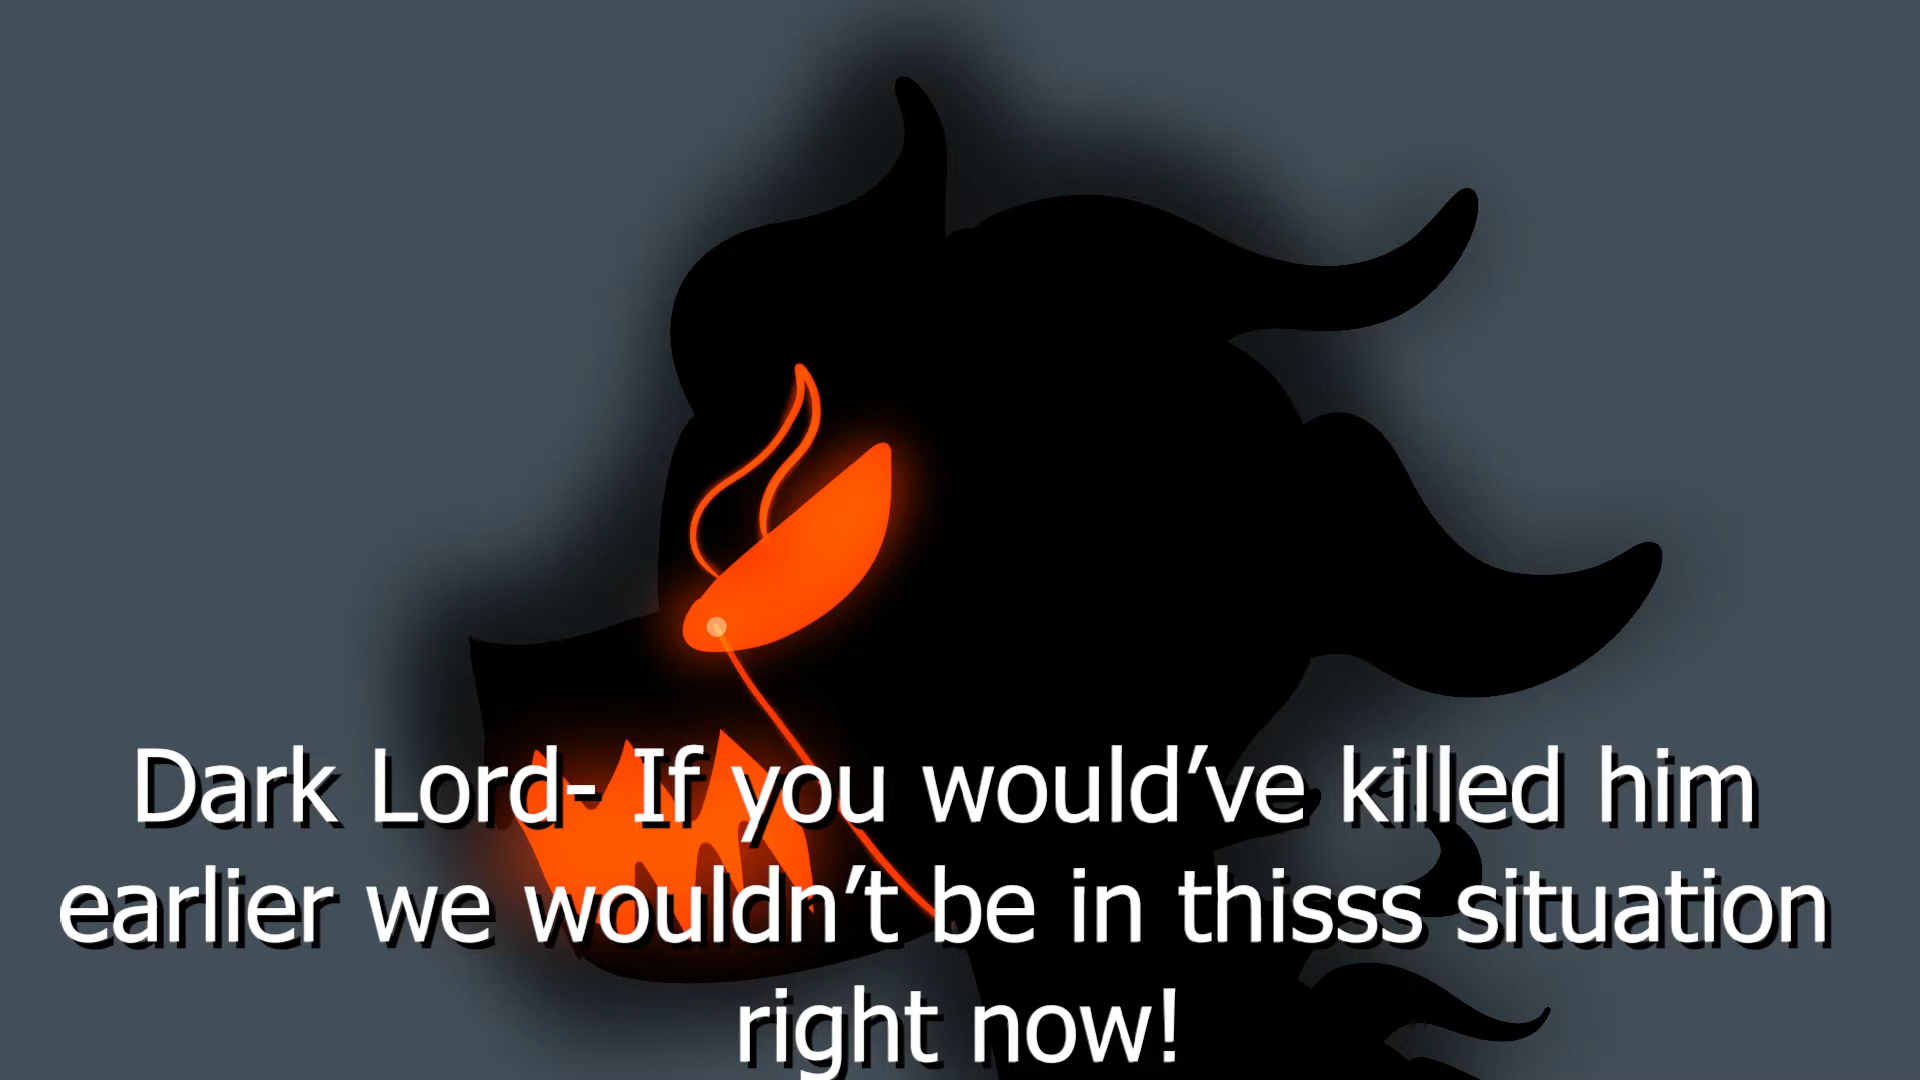 Dark Lord- If you would’ve killed him
earlier we wouldn’t be in thisss situation
right now!